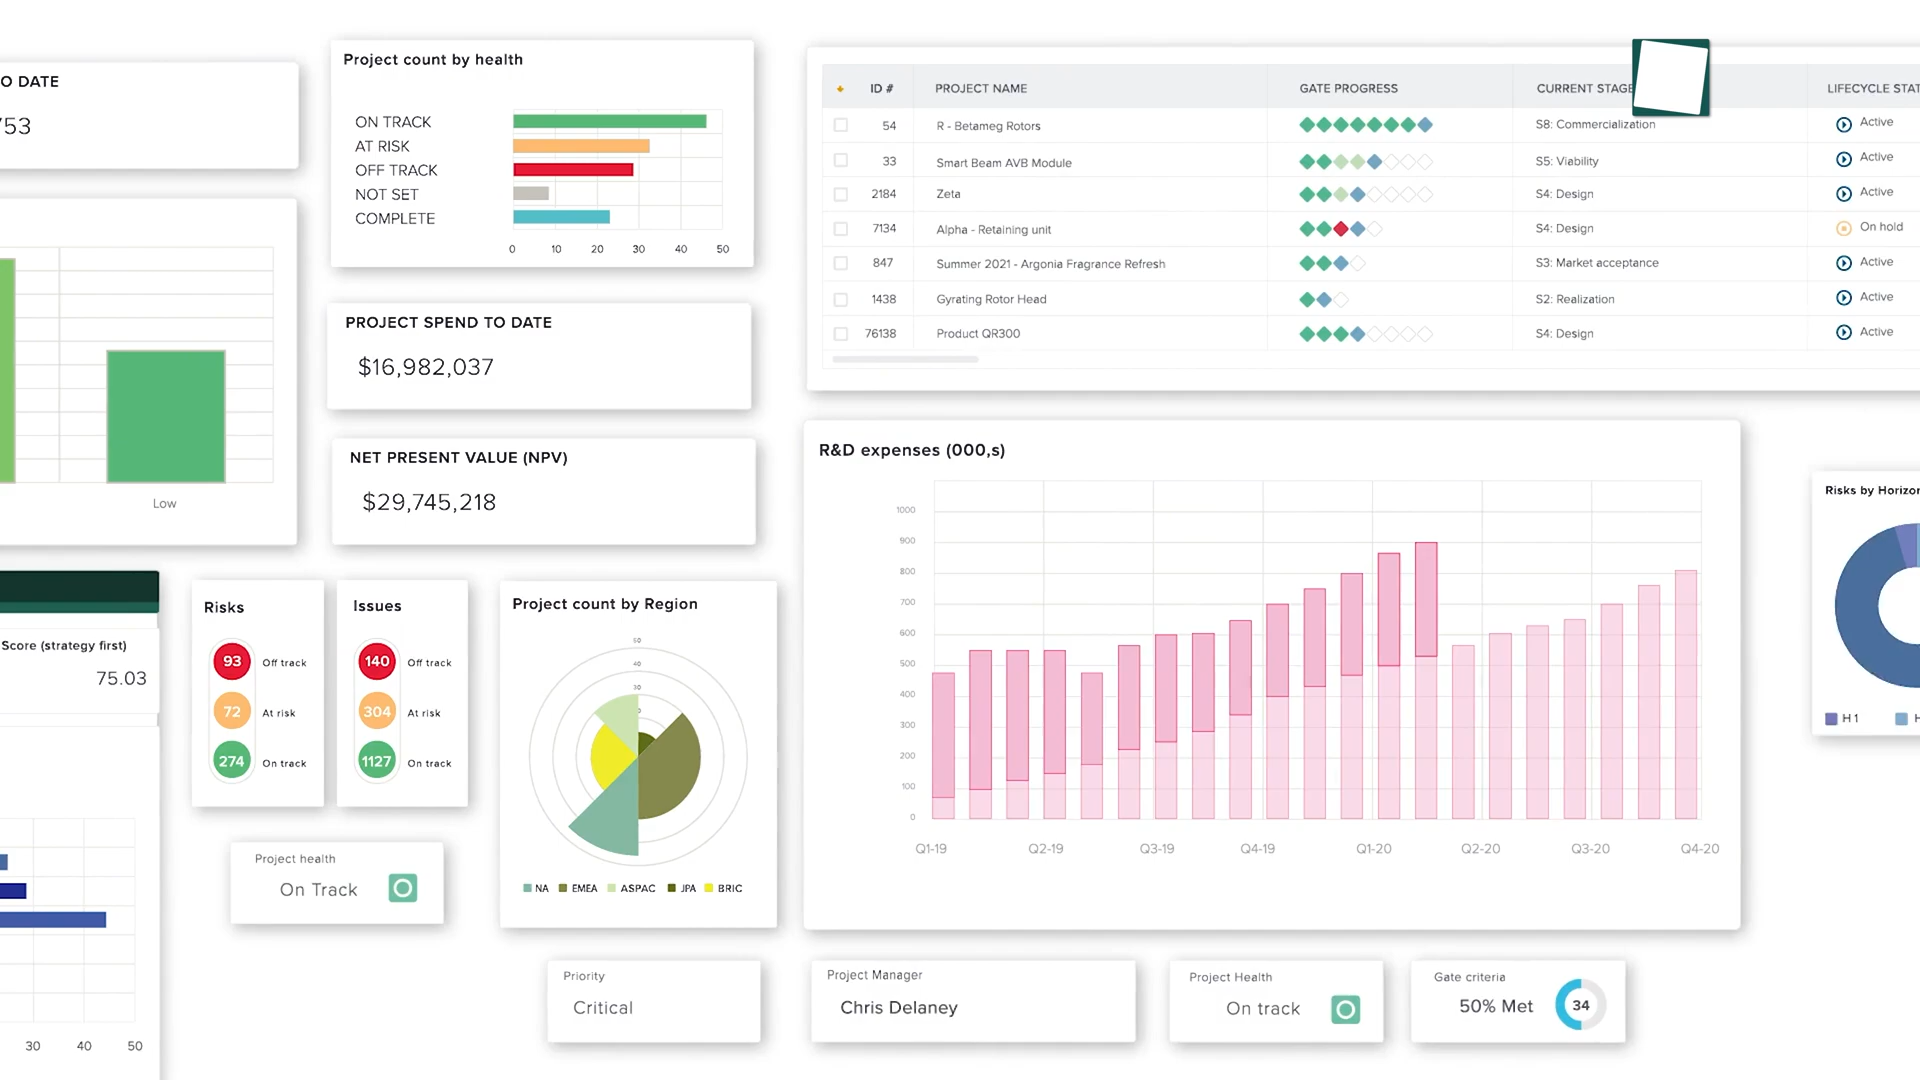 O DATE
753
Low
Score (strategy first)
75.03
30 40 50
Project count by health
ON TRACK
AT RISK
OFF TRACK
NOT SET
COMPLETE
0 10 20 30 40 50
PROJECT SPEND TO DATE
$16,982,037
NET PRESENT VALUE (NPV)
$29,745,218
Risks
93 Off track
72 At risk
274 On track
Issues
140 Off track
304 At risk
1127 On track
Project health
On Track
Project count by Region
50
40
30
NA EMEA ASPAC JPA BRIC
ID # PROJECT NAME GATE PROGRESS CURRENT STAGE LIFECYCLE STAT
54 R - Betameg Rotors S8: Commercialization Active
33 Smart Beam AVB Module S5: Viability Active
2184 Zeta S4: Design Active
7134 Alpha - Retaining unit S4: Design On hold
847 Summer 2021 - Argonia Fragrance Refresh S3: Market acceptance Active
1438 Gyrating Rotor Head S2: Realization Active
76138 Product QR300 S4: Design Active
R&D expenses (000,s)
1000
900
800
700
600
500
400
300
200
100
0
Q1-19 Q2-19 Q3-19 Q4-19 Q1-20 Q2-20 Q3-20 Q4-20
Risks by Horizon
H1 H
Priority
Critical
Project Manager
Chris Delaney
Project Health
On track
Gate criteria
50% Met 34